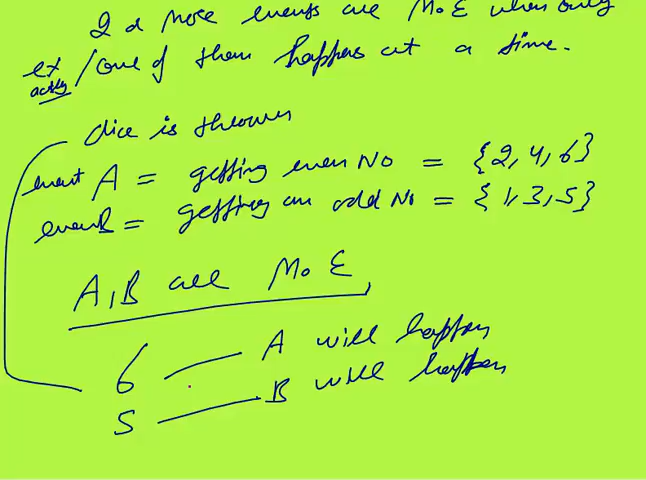 2 or more events are M.E when only
exactly / one of them happens at a time.
dice is thrown
event A = getting even No = {2, 4, 6}
event B = getting an odd No = {1, 3, 5}
A, B are M.E
6 — A will happen
5 — B will happen